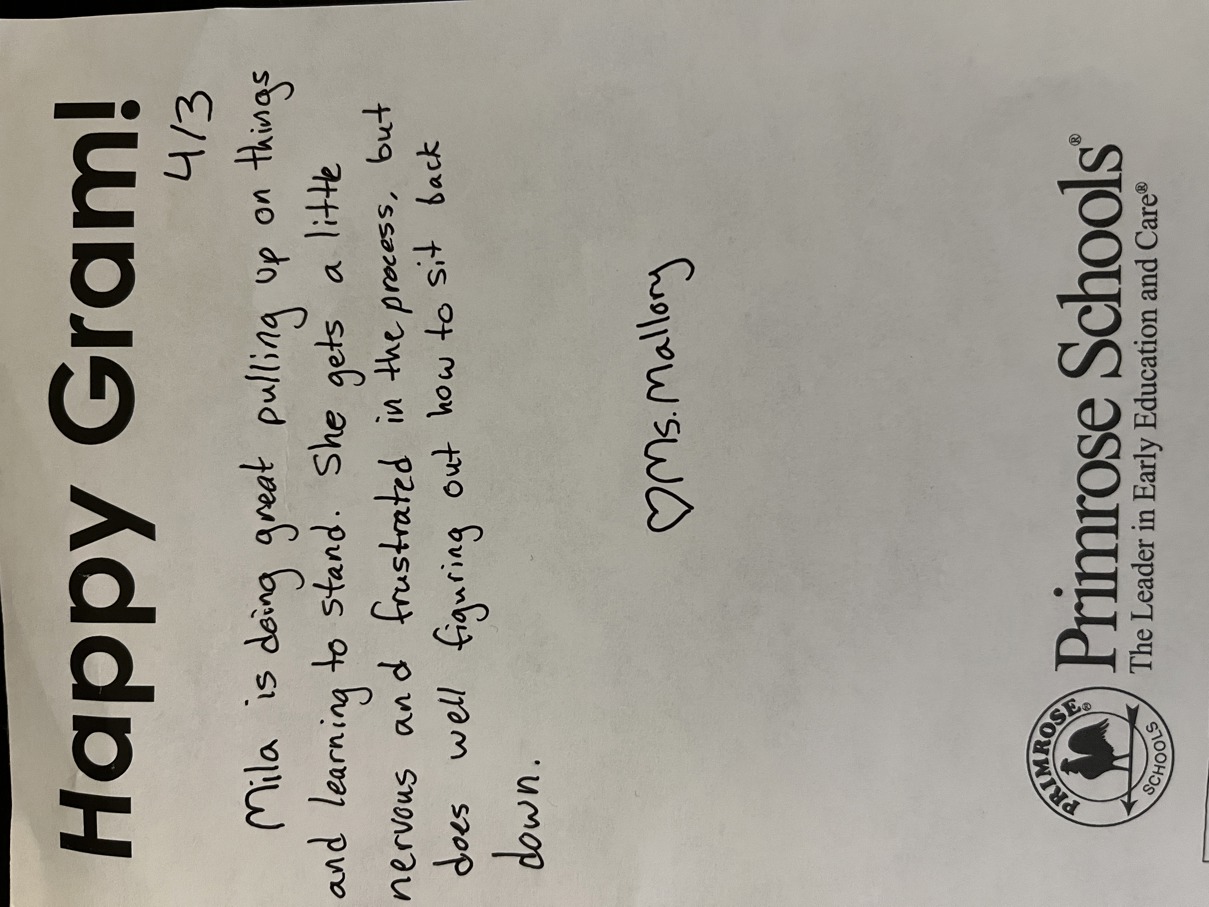 Happy Gram!
4/3
Mila is doing great pulling up on things
and learning to stand. She gets a little
nervous and frustrated in the process, but
does well figuring out how to sit back
down.
♡Ms. Mallory
PRIMROSE®
SCHOOLS
Primrose Schools®
The Leader in Early Education and Care®